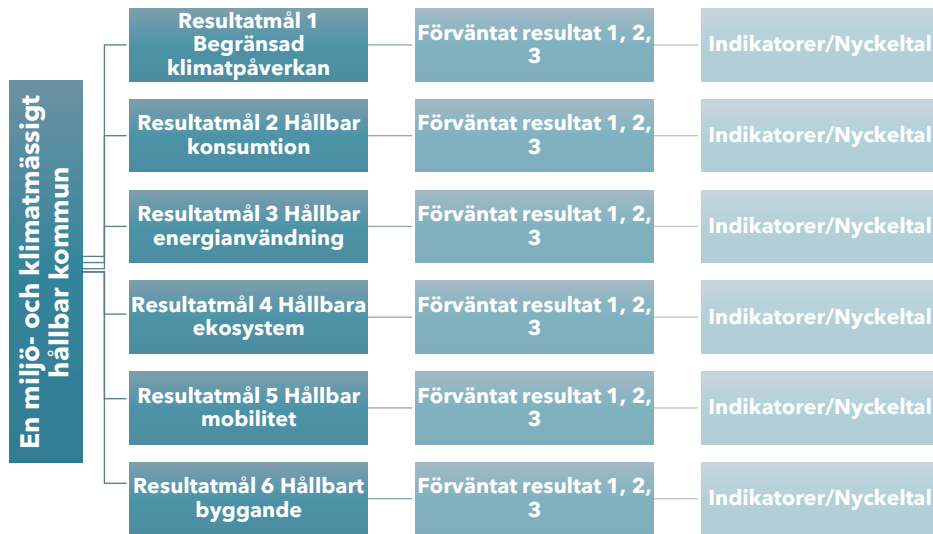 En miljö- och klimatmässigt
hållbar kommun
Resultatmål 1
Begränsad
klimatpåverkan
Förväntat resultat 1, 2,
3
Indikatorer/Nyckeltal
Resultatmål 2 Hållbar
konsumtion
Förväntat resultat 1, 2,
3
Indikatorer/Nyckeltal
Resultatmål 3 Hållbar
energianvändning
Förväntat resultat 1, 2,
3
Indikatorer/Nyckeltal
Resultatmål 4 Hållbara
ekosystem
Förväntat resultat 1, 2,
3
Indikatorer/Nyckeltal
Resultatmål 5 Hållbar
mobilitet
Förväntat resultat 1, 2,
3
Indikatorer/Nyckeltal
Resultatmål 6 Hållbart
byggande
Förväntat resultat 1, 2,
3
Indikatorer/Nyckeltal